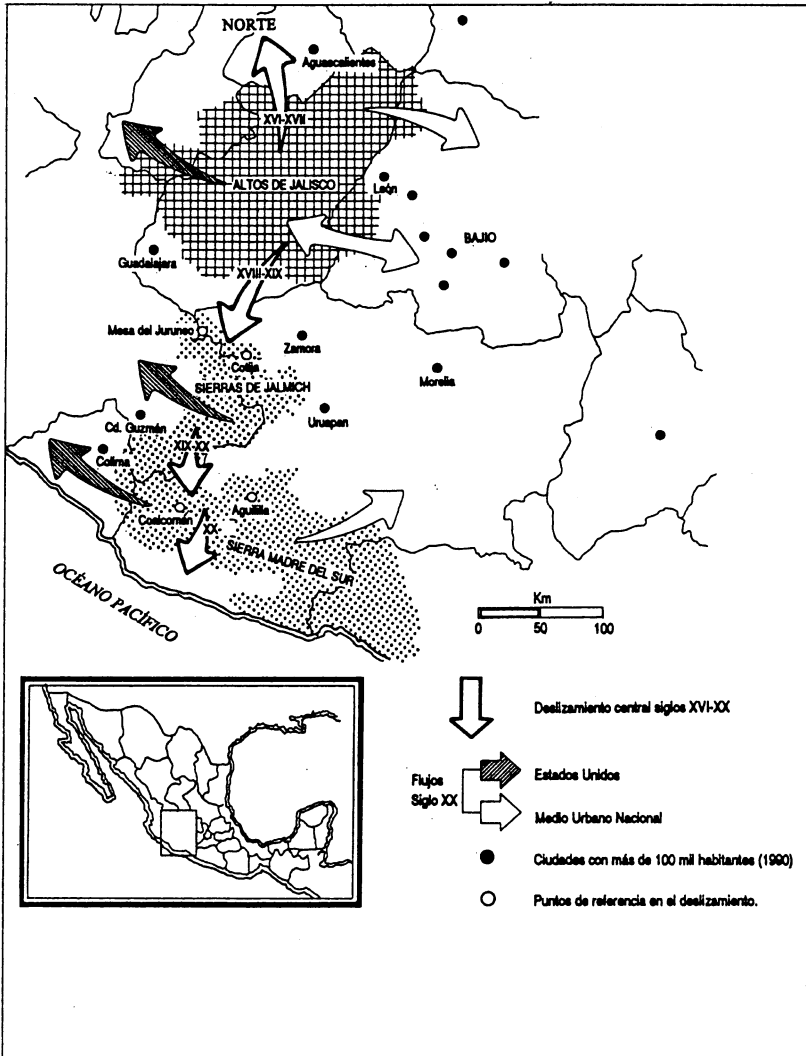 NORTE
Aguascalientes
XVI-XVII
ALTOS DE JALISCO
León
Guadalajara
BAJIO
XVIII-XIX
Mesa del Juruneo
Cotija
Zamora
SIERRAS DE JALMICH
Morelia
Cd. Guzmán
Uruapan
XIX-XX
Colima
Coalcomán
Aguililla
XX
SIERRA MADRE DEL SUR
OCÉANO PACÍFICO
Km
0 50 100
Deslizamiento central siglos XVI-XX
Flujos
Siglo XX
Estados Unidos
Medio Urbano Nacional
Ciudades con más de 100 mil habitantes (1990)
Puntos de referencia en el deslizamiento.